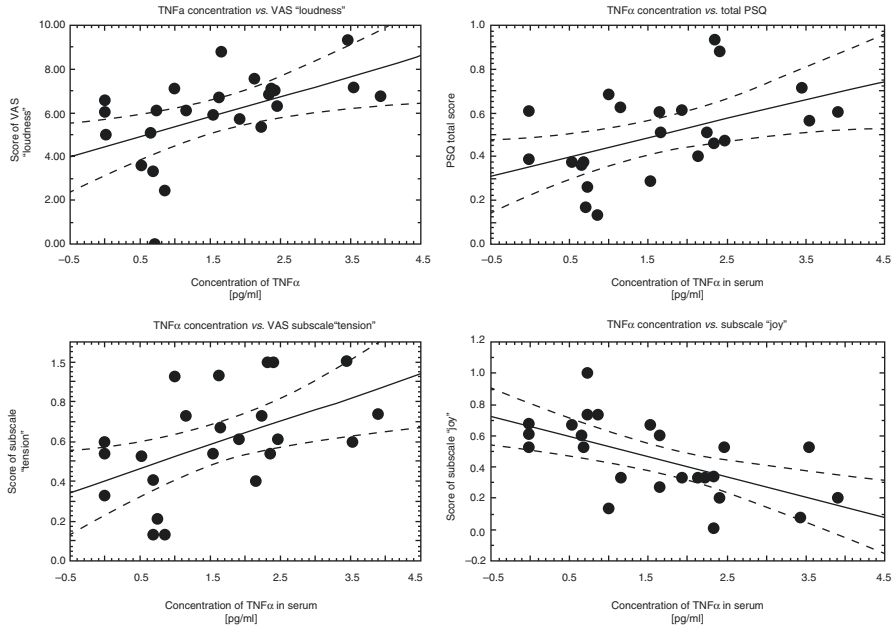 TNFa concentration vs. VAS “loudness”
10.00
8.00
6.00
4.00
2.00
0.00
Score of VAS
“loudness”
–0.5 0.5 1.5 2.5 3.5 4.5
Concentration of TNFα
[pg/ml]
TNFα concentration vs. total PSQ
1.0
0.8
0.6
0.4
0.2
0.0
PSQ total score
–0.5 0.5 1.5 2.5 3.5 4.5
Concentration of TNFα in serum
[pg/ml]
TNFα concentration vs. VAS subscale“tension”
1.5
0.8
0.6
0.4
0.2
0.0
Score of subscale
“tension”
–0.5 0.5 1.5 2.5 3.5 4.5
Concentration of TNFα in serum
[pg/ml]
TNFα concentration vs. subscale “joy”
1.2
1.0
0.8
0.6
0.4
0.2
0.0
–0.2
Score of subscale “joy”
–0.5 0.5 1.5 2.5 3.5 4.5
Concentration of TNFα in serum
[pg/ml]